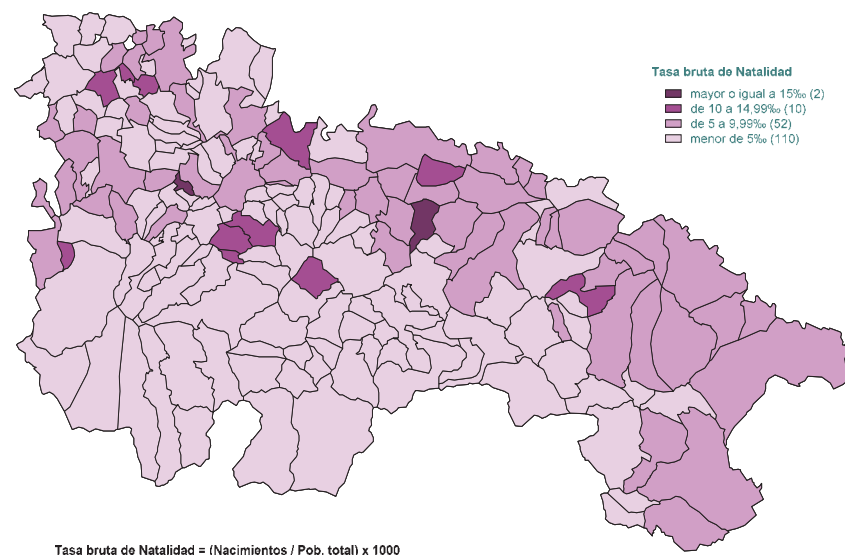 Tasa bruta de Natalidad
mayor o igual a 15‰ (2)
de 10 a 14,99‰ (10)
de 5 a 9,99‰ (52)
menor de 5‰ (110)
Tasa bruta de Natalidad = (Nacimientos / Pob. total) x 1000